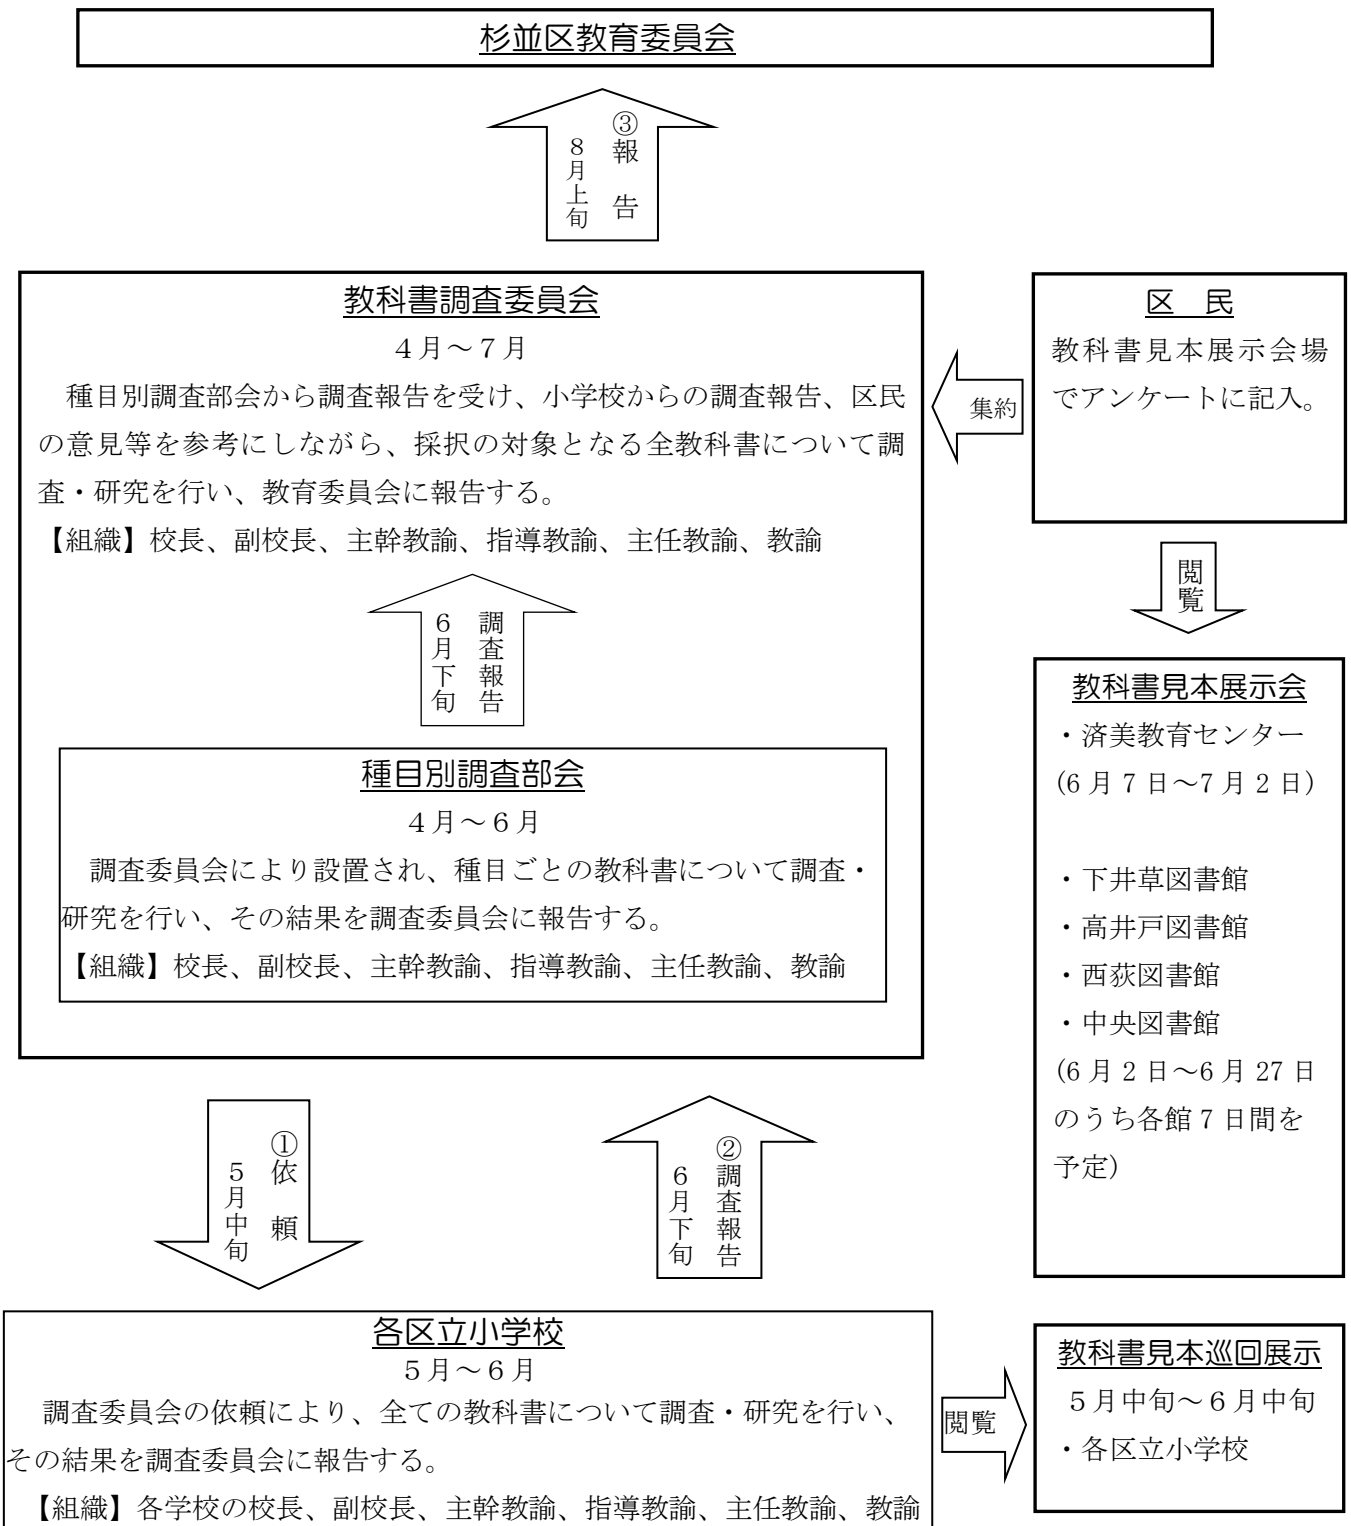 杉並区教育委員会
③報　告
８月上旬
教科書調査委員会
４月～７月
種目別調査部会から調査報告を受け、小学校からの調査報告、区民
の意見等を参考にしながら、採択の対象となる全教科書について調
査・研究を行い、教育委員会に報告する。
【組織】校長、副校長、主幹教諭、指導教諭、主任教諭、教諭
集約
区　民
教科書見本展示会場
でアンケートに記入。
閲覧
調査報告
６月下旬
種目別調査部会
４月～６月
調査委員会により設置され、種目ごとの教科書について調査・
研究を行い、その結果を調査委員会に報告する。
【組織】校長、副校長、主幹教諭、指導教諭、主任教諭、教諭
教科書見本展示会
・済美教育センター
(6 月 7 日～7 月 2 日)
・下井草図書館
・高井戸図書館
・西荻図書館
・中央図書館
(6 月 2 日～6 月 27 日
のうち各館 7 日間を
予定)
①依　頼
５月中旬
②調査報告
６月下旬
各区立小学校
５月～６月
調査委員会の依頼により、全ての教科書について調査・研究を行い、
その結果を調査委員会に報告する。
【組織】各学校の校長、副校長、主幹教諭、指導教諭、主任教諭、教諭
閲覧
教科書見本巡回展示
５月中旬～６月中旬
・各区立小学校